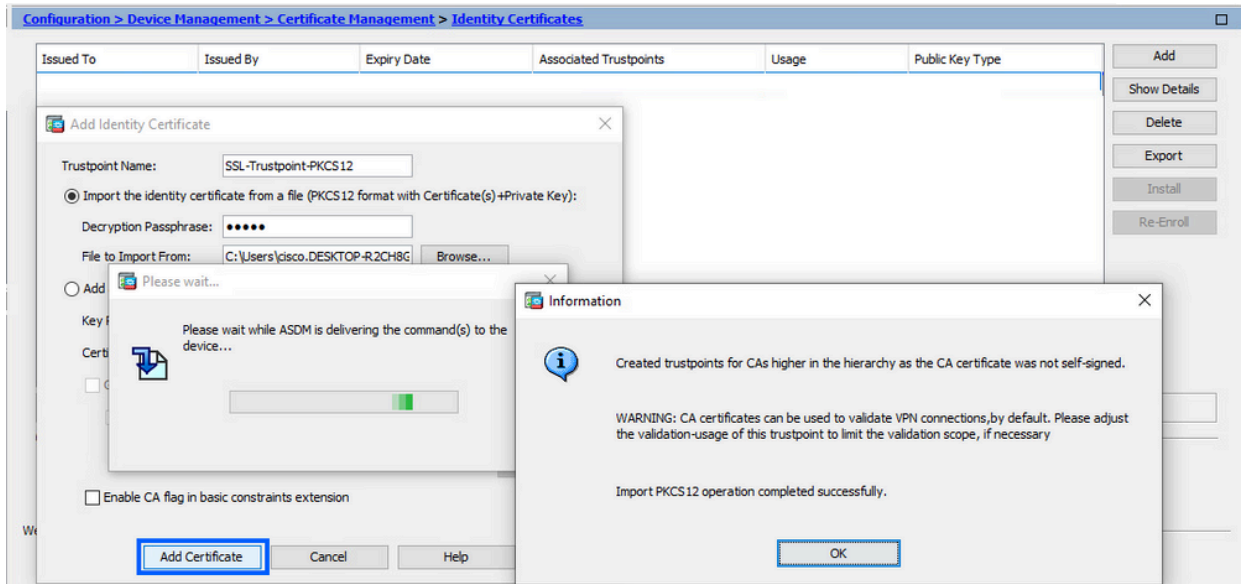 Configuration > Device Management > Certificate Management > Identity Certificates
Issued To Issued By Expiry Date Associated Trustpoints Usage Public Key Type
Add
Show Details
Delete
Export
Install
Re-Enroll
Add Identity Certificate
Trustpoint Name: SSL-Trustpoint-PKCS12
Import the identity certificate from a file (PKCS12 format with Certificate(s)+Private Key):
Decryption Passphrase: •••••
File to Import From: C:\Users\cisco.DESKTOP-R2CH8G Browse...
Add
Key
Certi
Please wait...
Please wait while ASDM is delivering the command(s) to the
device...
Enable CA flag in basic constraints extension
Add Certificate Cancel Help
Information
Created trustpoints for CAs higher in the hierarchy as the CA certificate was not self-signed.
WARNING: CA certificates can be used to validate VPN connections,by default. Please adjust
the validation-usage of this trustpoint to limit the validation scope, if necessary
Import PKCS12 operation completed successfully.
OK